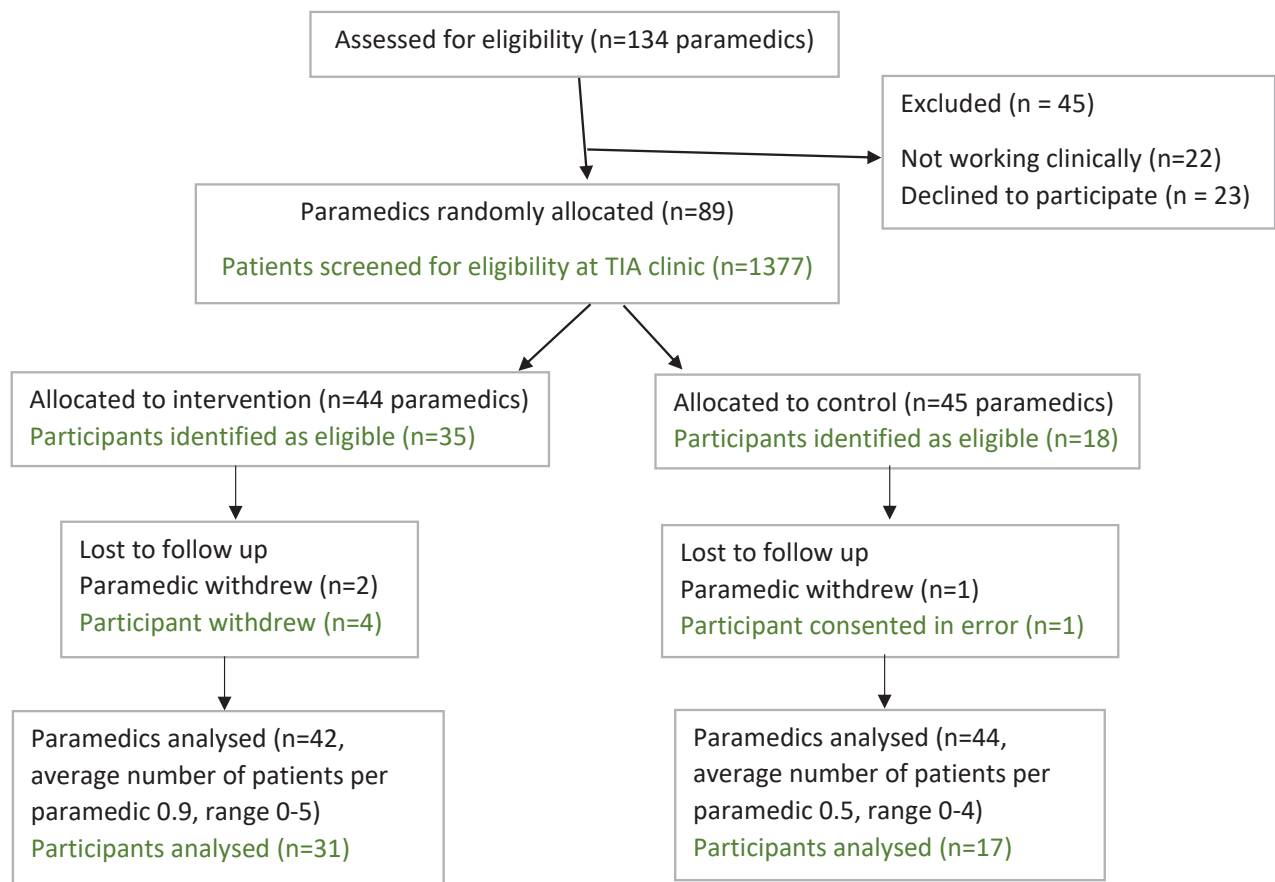 Assessed for eligibility (n=134 paramedics)
Excluded (n = 45)
Not working clinically (n=22)
Declined to participate (n = 23)
Paramedics randomly allocated (n=89)
Patients screened for eligibility at TIA clinic (n=1377)
Allocated to intervention (n=44 paramedics)
Participants identified as eligible (n=35)
Allocated to control (n=45 paramedics)
Participants identified as eligible (n=18)
Lost to follow up
Paramedic withdrew (n=2)
Participant withdrew (n=4)
Lost to follow up
Paramedic withdrew (n=1)
Participant consented in error (n=1)
Paramedics analysed (n=42,
average number of patients per
paramedic 0.9, range 0-5)
Participants analysed (n=31)
Paramedics analysed (n=44,
average number of patients per
paramedic 0.5, range 0-4)
Participants analysed (n=17)